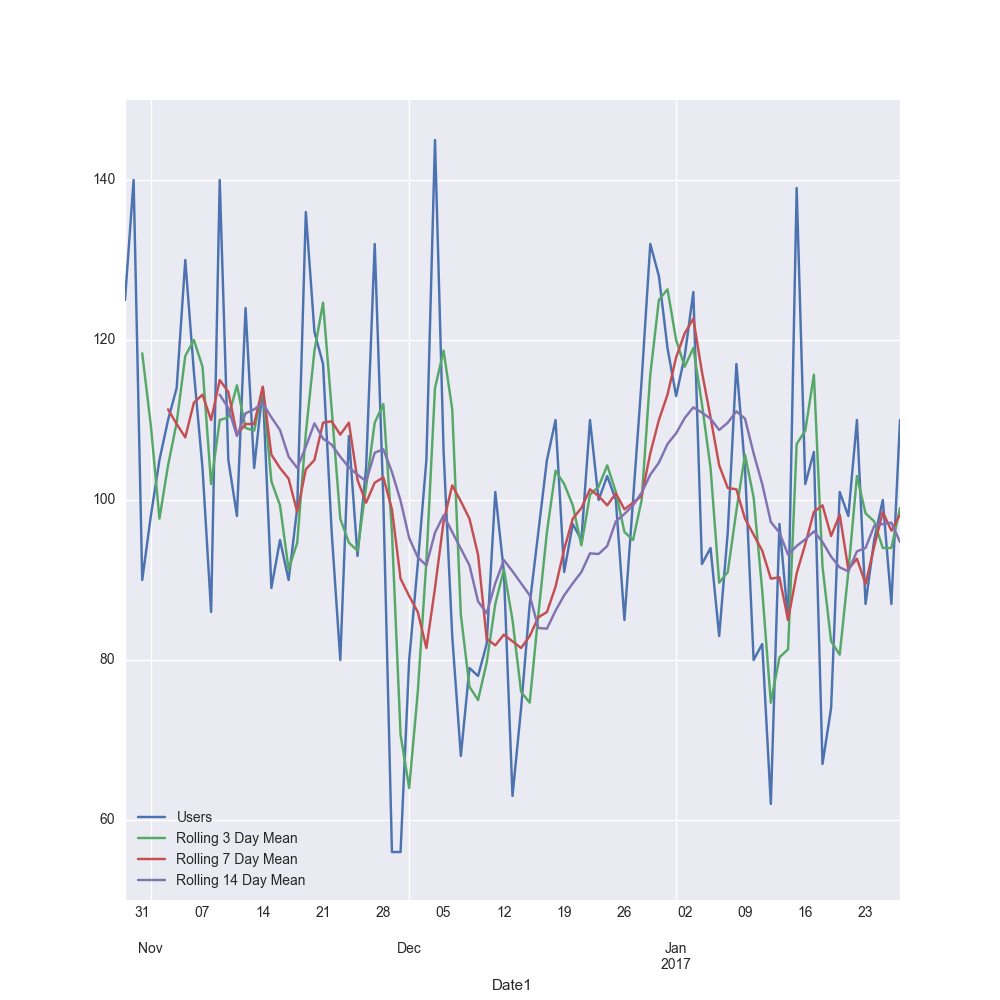 140
120
100
80
60
Users
Rolling 3 Day Mean
Rolling 7 Day Mean
Rolling 14 Day Mean
31 07 14 21 28 05 12 19 26 02 09 16 23
Nov Dec Jan
2017
Date1